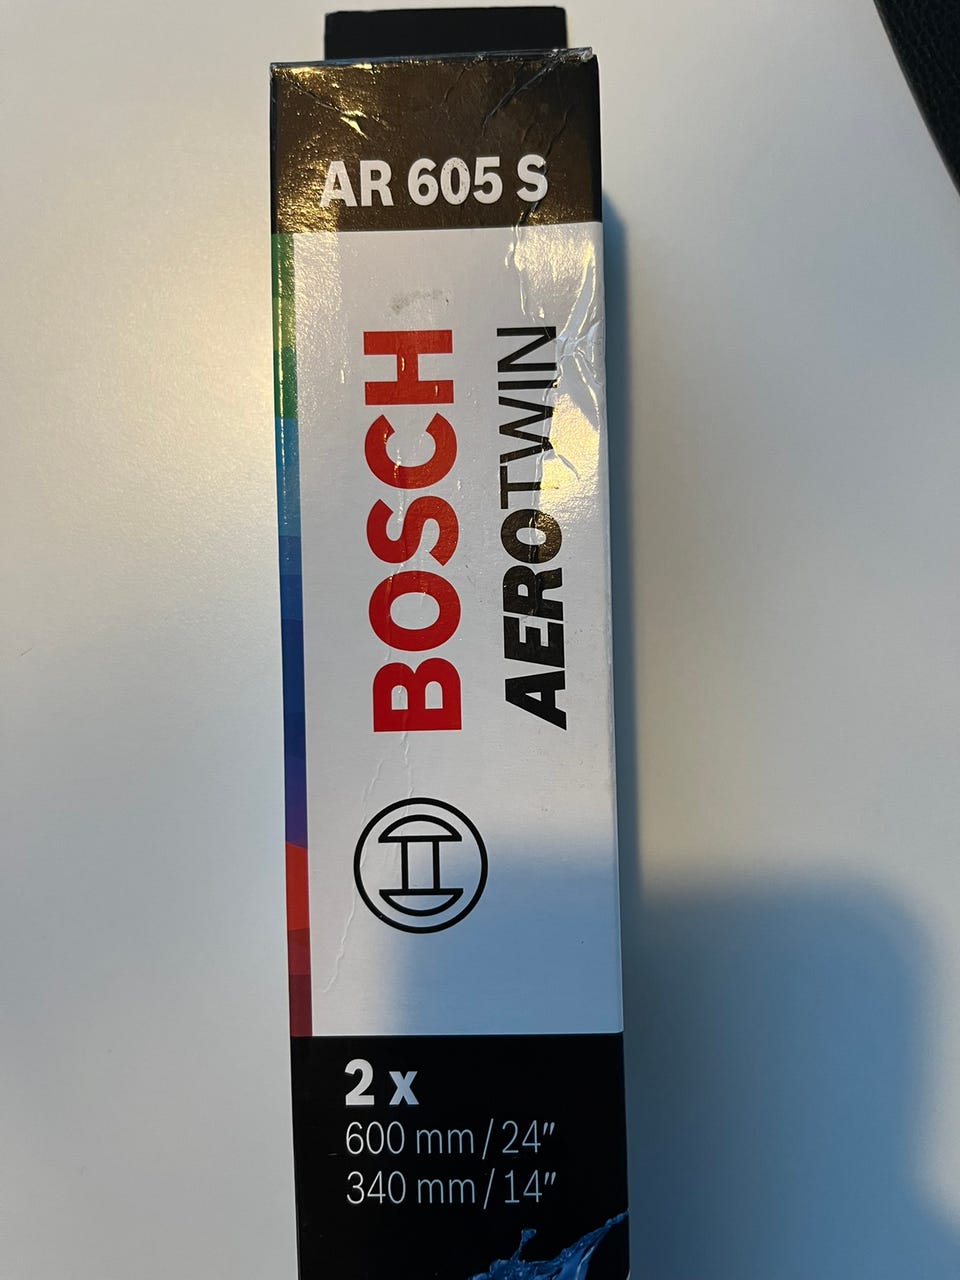 AR 605 S
BOSCH
AEROTWIN
2 x
600 mm / 24″
340 mm / 14″